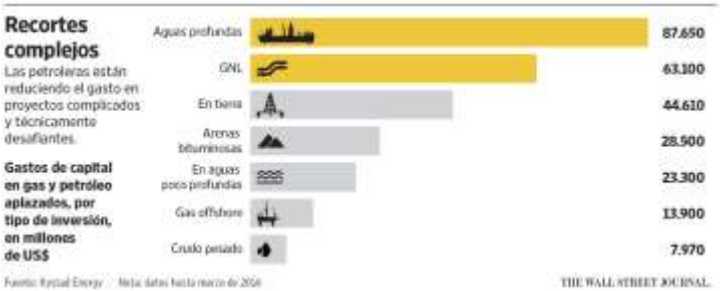 Recortes
complejos
Las petroleras están
reduciendo el gasto en
proyectos complicados
y técnicamente
desafiantes.
Gastos de capital
en gas y petróleo
aplazados, por
tipo de inversión,
en millones
de US$
Aguas profundas
87.650
GNL
63.100
En tierra
44.610
Arenas
bituminosas
28.500
En aguas
poco profundas
23.300
Gas offshore
13.900
Crudo pesado
7.970
Fuente: Rystad Energy
Nota: datos hasta marzo de 2016
THE WALL STREET JOURNAL.